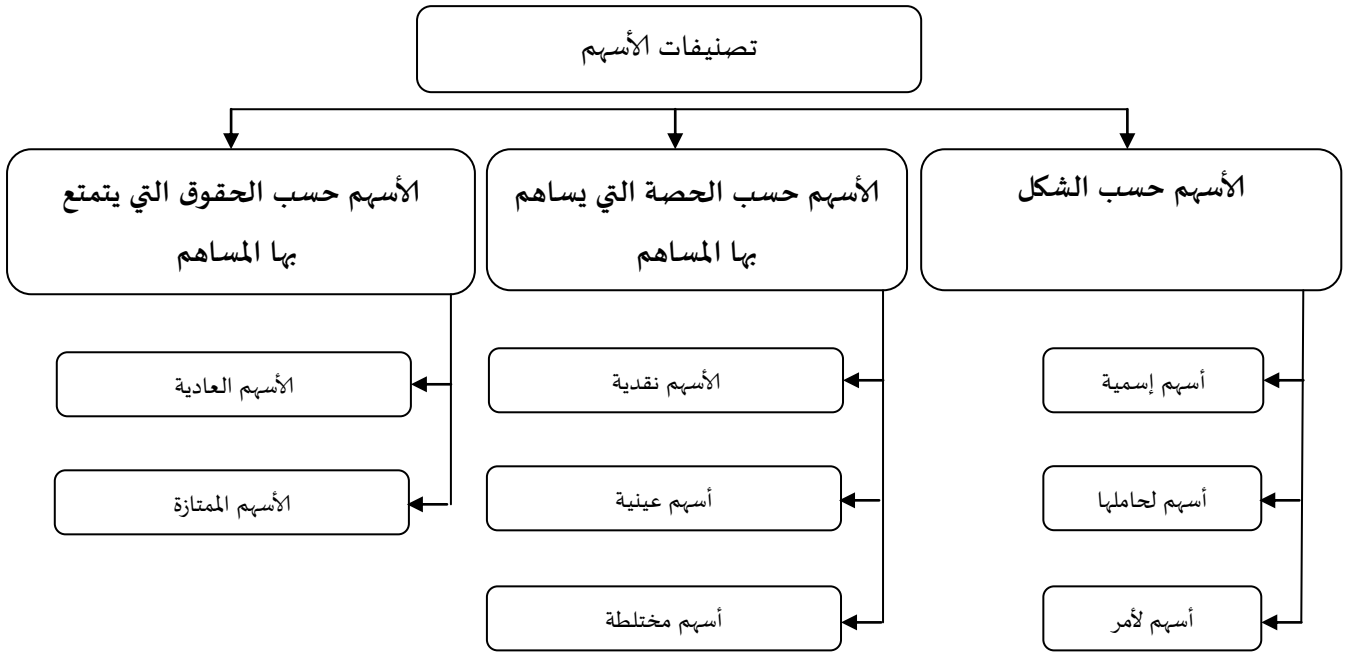 تصنيفات الأسهم
الأسهم حسب الشكل
الأسهم حسب الحصة التي يساهم
بها المساهم
الأسهم حسب الحقوق التي يتمتع
بها المساهم
أسهم إسمية
أسهم لحاملها
أسهم لأمر
الأسهم نقدية
أسهم عينية
أسهم مختلطة
الأسهم العادية
الأسهم الممتازة